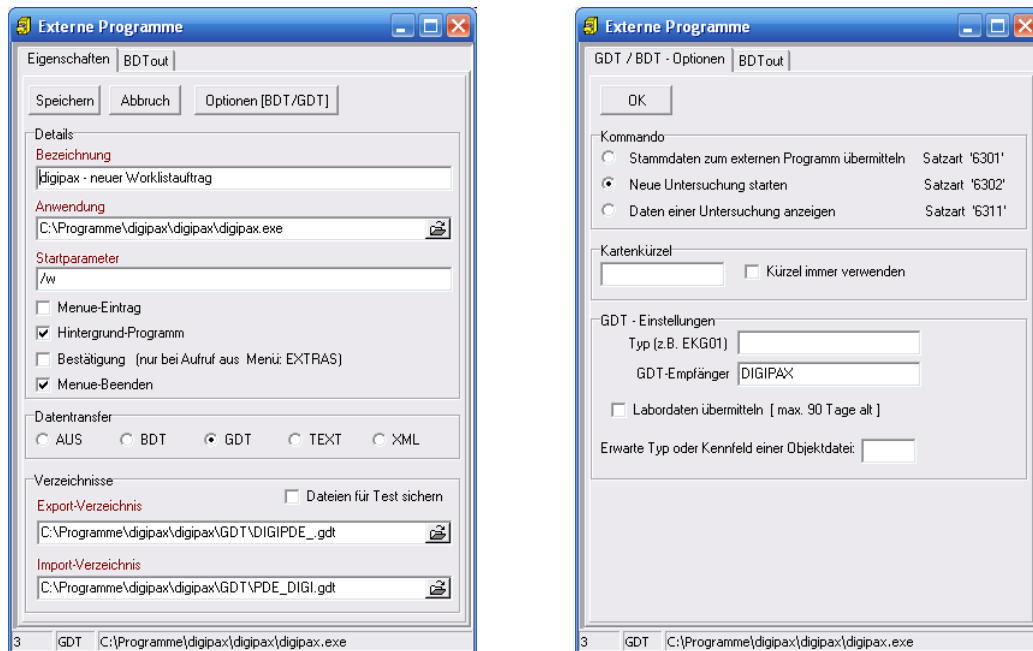 Externe Programme
Eigenschaften BDTout
Speichern Abbruch Optionen [BDT/GDT]
Details
Bezeichnung
digipax - neuer Worklistauftrag
Anwendung
C:\Programme\digipax\digipax\digipax.exe
Startparameter
/w
Menue-Eintrag
Hintergrund-Programm
Bestätigung (nur bei Aufruf aus Menü: EXTRAS)
Menue-Beenden
Datentransfer
AUS BDT GDT TEXT XML
Verzeichnisse
Dateien für Test sichern
Export-Verzeichnis
C:\Programme\digipax\digipax\GDT\DIGIPDE_.gdt
Import-Verzeichnis
C:\Programme\digipax\digipax\GDT\PDE_DIGI.gdt
3 GDT C:\Programme\digipax\digipax\digipax.exe
Externe Programme
GDT / BDT - Optionen BDTout
OK
Kommando
Stammdaten zum externen Programm übermitteln Satzart '6301'
Neue Untersuchung starten Satzart '6302'
Daten einer Untersuchung anzeigen Satzart '6311'
Kartenkürzel
Kürzel immer verwenden
GDT - Einstellungen
Typ (z.B. EKG01)
GDT-Empfänger DIGIPAX
Labordaten übermitteln [ max. 90 Tage alt ]
Erwarte Typ oder Kennfeld einer Objektdatei:
3 GDT C:\Programme\digipax\digipax\digipax.exe